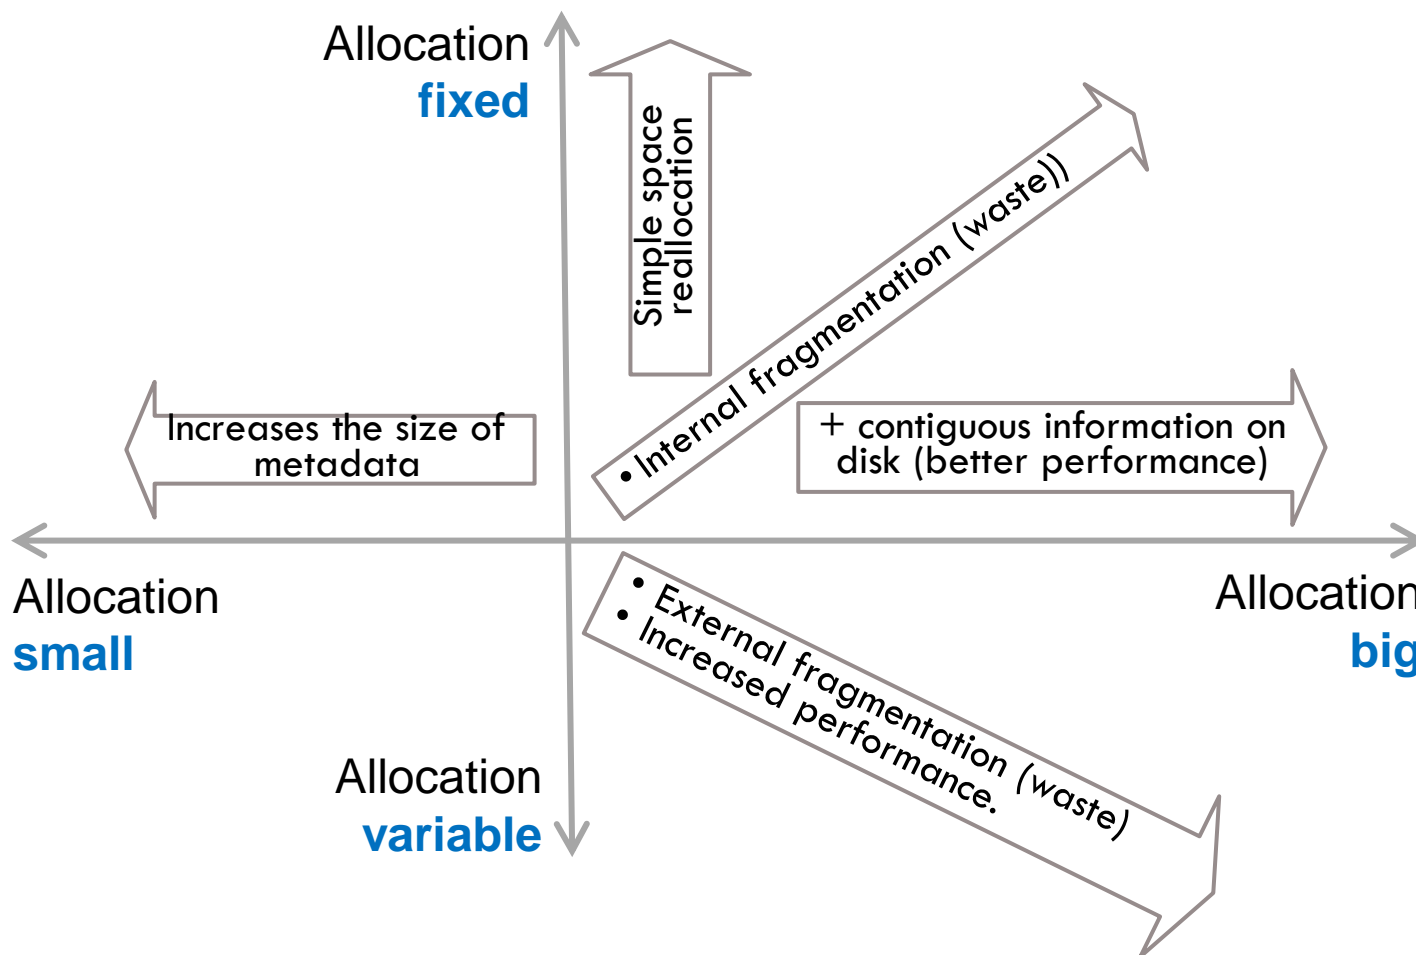 Allocation
fixed
Simple space
reallocation
• Internal fragmentation (waste))
Increases the size of
metadata
+ contiguous information on
disk (better performance)
Allocation
small
Allocation
big
• External fragmentation (waste)
• Increased performance.
Allocation
variable